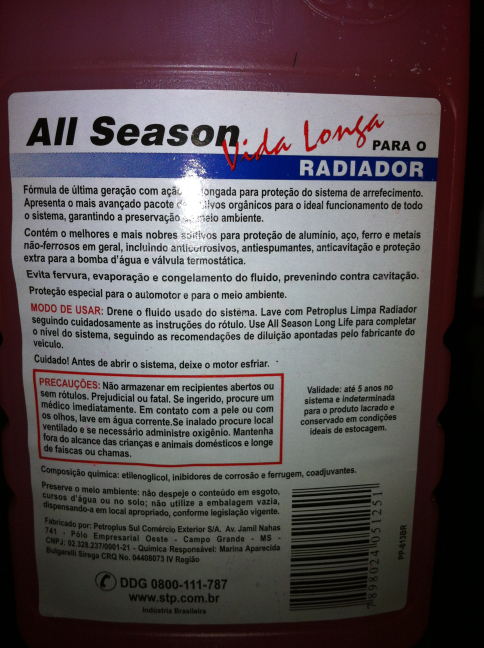 All Season Vida Longa PARA O
RADIADOR
Fórmula de última geração com ação longada para proteção do sistema de arrefecimento.
Apresenta o mais avançado pacote de ivos orgânicos para o ideal funcionamento de todo
o sistema, garantindo a preservação meio ambiente.
Contém o melhores e mais nobres aditivos para proteção de alumínio, aço, ferro e metais
não-ferrosos em geral, incluindo anticorrosivos, antiespumantes, anticavitação e proteção
extra para a bomba d'água e válvula termostática.
Evita fervura, evaporação e congelamento do fluido, prevenindo contra cavitação.
Proteção especial para o automotor e para o meio ambiente.
MODO DE USAR: Drene o fluido usado do sistema. Lave com Petroplus Limpa Radiador
seguindo cuidadosamente as instruções do rótulo. Use All Season Long Life para completar
o nível do sistema, seguindo as recomendações de diluição apontadas pelo fabricante do
veículo.
Cuidado! Antes de abrir o sistema, deixe o motor esfriar.
PRECAUÇÕES: Não armazenar em recipientes abertos ou
sem rótulos. Prejudicial ou fatal. Se ingerido, procure um
médico imediatamente. Em contato com a pele ou com
os olhos, lave em água corrente.Se inalado procure local
ventilado e se necessário administre oxigênio. Mantenha
fora do alcance das crianças e animais domésticos e longe
de faíscas ou chamas.
Validade: até 5 anos no
sistema e indeterminada
para o produto lacrado e
conservado em condições
ideais de estocagem.
Composição química: etilenoglicol, inibidores de corrosão e ferrugem, coadjuvantes.
Preserve o meio ambiente: não despeje o conteúdo em esgoto,
cursos d'água ou no solo; não utilize a embalagem vazia,
dispensando-a em local apropriado, conforme legislação vigente.
Fabricado por: Petroplus Sul Comércio Exterior S/A. Av. Jamil Nahas
741 - Pólo Empresarial Oeste - Campo Grande - MS -
CNPJ: 02.328.237/0001-21 - Química Responsável: Marina Aparecida
Bulgarelli Sirega CRQ No. 04408073 IV Região
DDG 0800-111-787
www.stp.com.br
Indústria Brasileira
7898024051251
PP-613BR